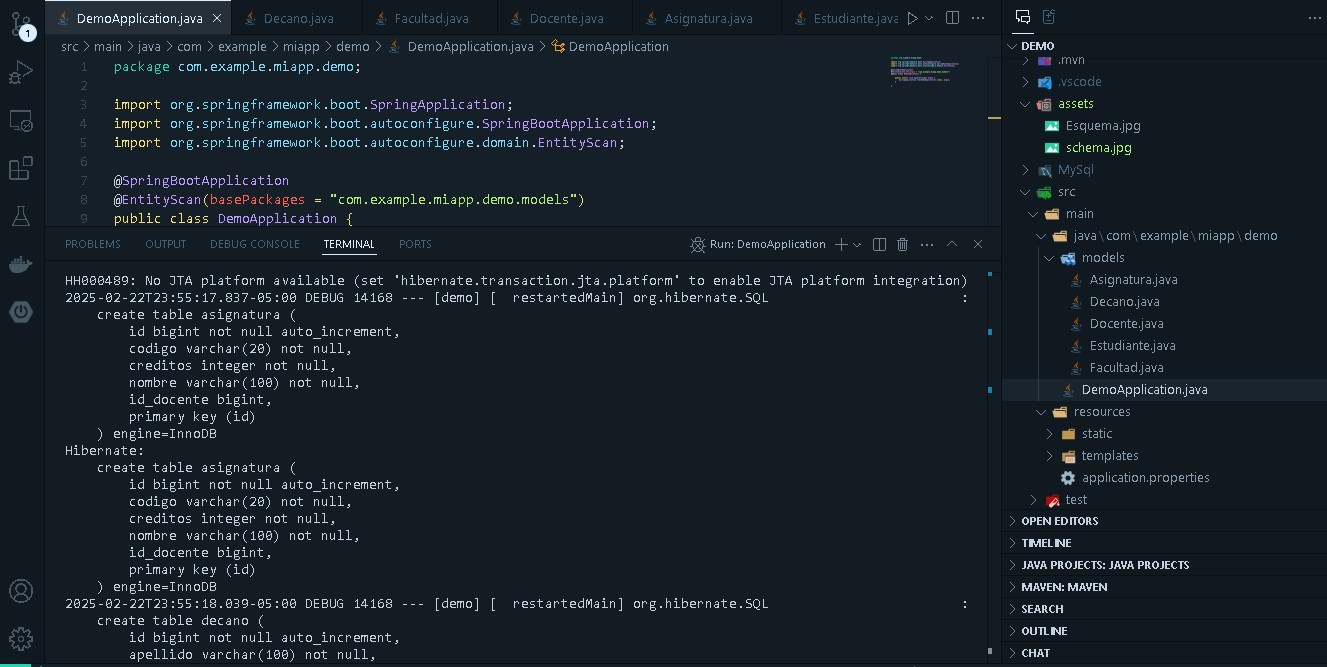 DemoApplication.java
Decano.java
Facultad.java
Docente.java
Asignatura.java
Estudiante.java
src > main > java > com > example > miapp > demo > DemoApplication.java > DemoApplication
1 package com.example.miapp.demo;
2
3 import org.springframework.boot.SpringApplication;
4 import org.springframework.boot.autoconfigure.SpringBootApplication;
5 import org.springframework.boot.autoconfigure.domain.EntityScan;
6
7 @SpringBootApplication
8 @EntityScan(basePackages = "com.example.miapp.demo.models")
9 public class DemoApplication {
PROBLEMS OUTPUT DEBUG CONSOLE TERMINAL PORTS
Run: DemoApplication
HH000489: No JTA platform available (set 'hibernate.transaction.jta.platform' to enable JTA platform integration)
2025-02-22T23:55:17.837-05:00 DEBUG 14168 --- [demo] [  restartedMain] org.hibernate.SQL                        :
    create table asignatura (
        id bigint not null auto_increment,
        codigo varchar(20) not null,
        creditos integer not null,
        nombre varchar(100) not null,
        id_docente bigint,
        primary key (id)
    ) engine=InnoDB
Hibernate:
    create table asignatura (
        id bigint not null auto_increment,
        codigo varchar(20) not null,
        creditos integer not null,
        nombre varchar(100) not null,
        id_docente bigint,
        primary key (id)
    ) engine=InnoDB
2025-02-22T23:55:18.039-05:00 DEBUG 14168 --- [demo] [  restartedMain] org.hibernate.SQL                        :
    create table decano (
        id bigint not null auto_increment,
        apellido varchar(100) not null,
1
DEMO
.mvn
.vscode
assets
Esquema.jpg
schema.jpg
MySql
src
main
java\com\example\miapp\demo
models
Asignatura.java
Decano.java
Docente.java
Estudiante.java
Facultad.java
DemoApplication.java
resources
static
templates
application.properties
test
OPEN EDITORS
TIMELINE
JAVA PROJECTS: JAVA PROJECTS
MAVEN: MAVEN
SEARCH
OUTLINE
CHAT